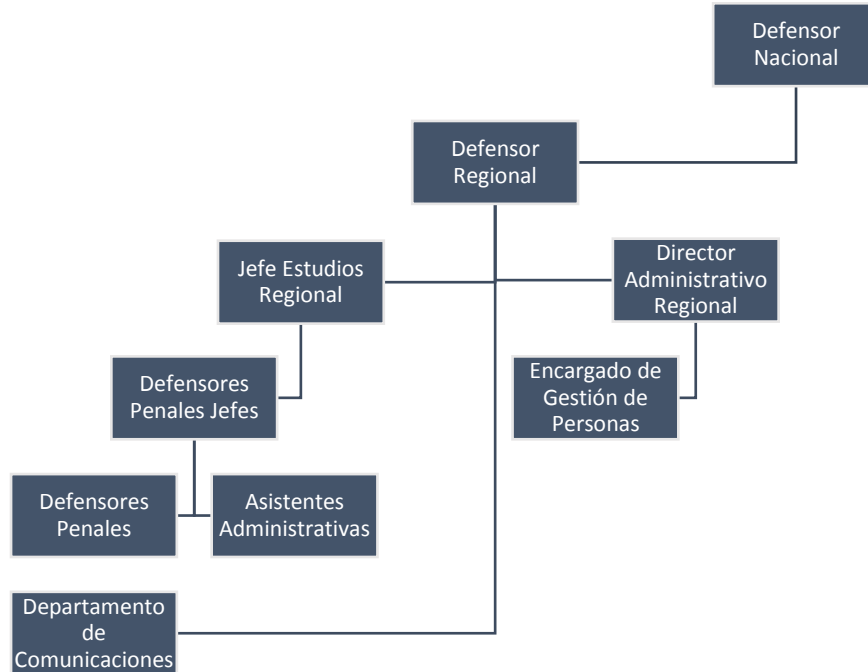 Defensor
Nacional
Defensor
Regional
Jefe Estudios
Regional
Director
Administrativo
Regional
Defensores
Penales Jefes
Encargado de
Gestión de
Personas
Defensores
Penales
Asistentes
Administrativas
Departamento
de
Comunicaciones